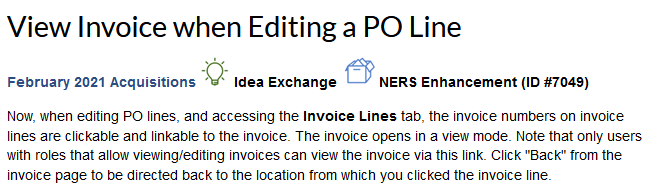 View Invoice when Editing a PO Line
February 2021 Acquisitions Idea Exchange NERS Enhancement (ID #7049)
Now, when editing PO lines, and accessing the Invoice Lines tab, the invoice numbers on invoice
lines are clickable and linkable to the invoice. The invoice opens in a view mode. Note that only users
with roles that allow viewing/editing invoices can view the invoice via this link. Click "Back" from the
invoice page to be directed back to the location from which you clicked the invoice line.